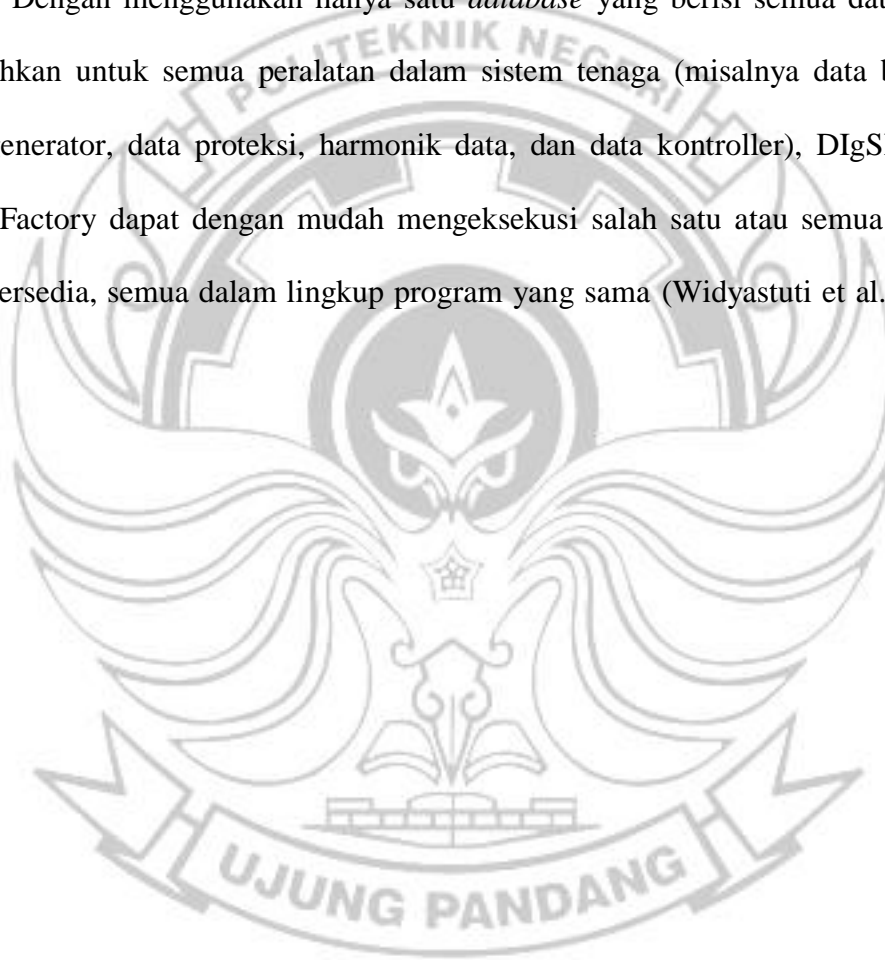 Dengan menggunakan hanya satu database yang berisi semua dat
hkan untuk semua peralatan dalam sistem tenaga (misalnya data b
enerator, data proteksi, harmonik data, dan data kontroller), DIgS
Factory dapat dengan mudah mengeksekusi salah satu atau semua
ersedia, semua dalam lingkup program yang sama (Widyastuti et al.
POLITEKNIK NEGERI
UJUNG PANDANG